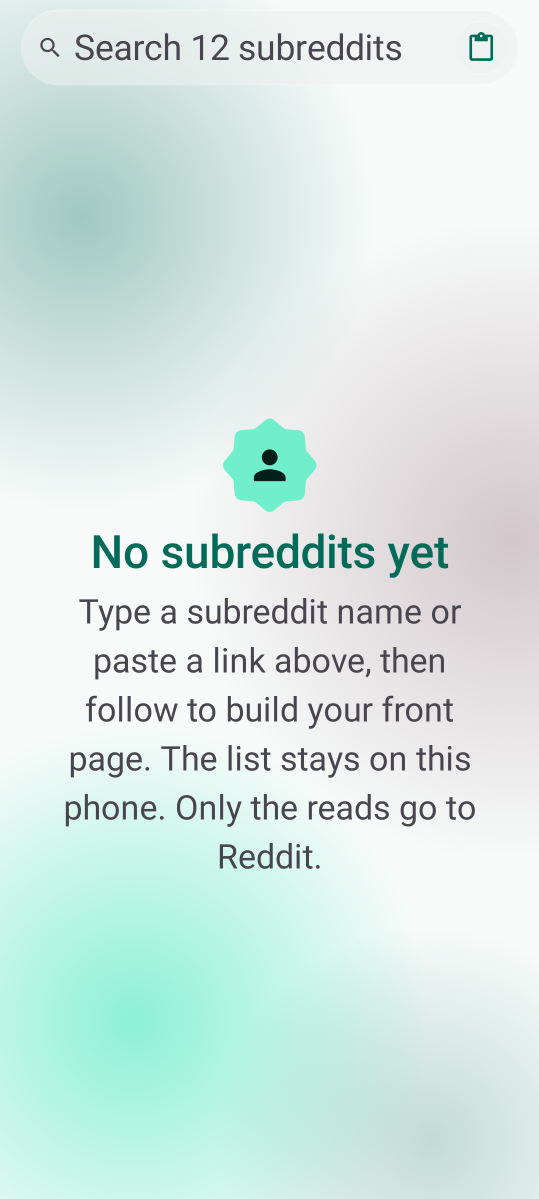 Search 12 subreddits
No subreddits yet
Type a subreddit name or
paste a link above, then
follow to build your front
page. The list stays on this
phone. Only the reads go to
Reddit.